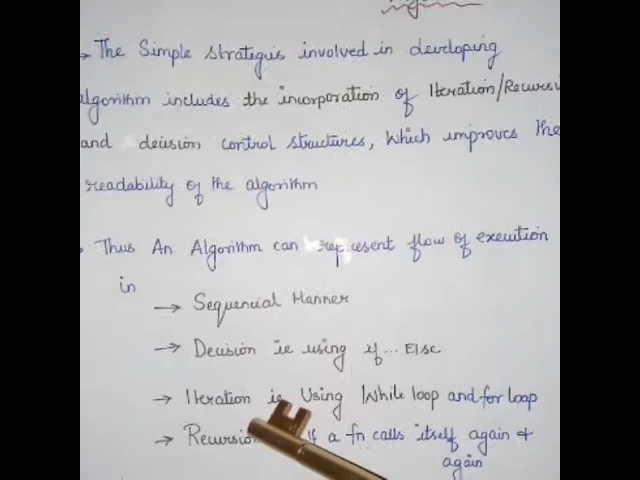 → The Simple strategies involved in developing
algorithm includes the incorporation of Iteration/Recursi
and decision control structures, which improves the
readability of the algorithm
Thus An Algorithm can represent flow of execution
in
→ Sequencial Manner
→ Decision ie using if... Else
→ Iteration ie Using While loop and for loop
→ Recursion If a fn calls itself again &
again